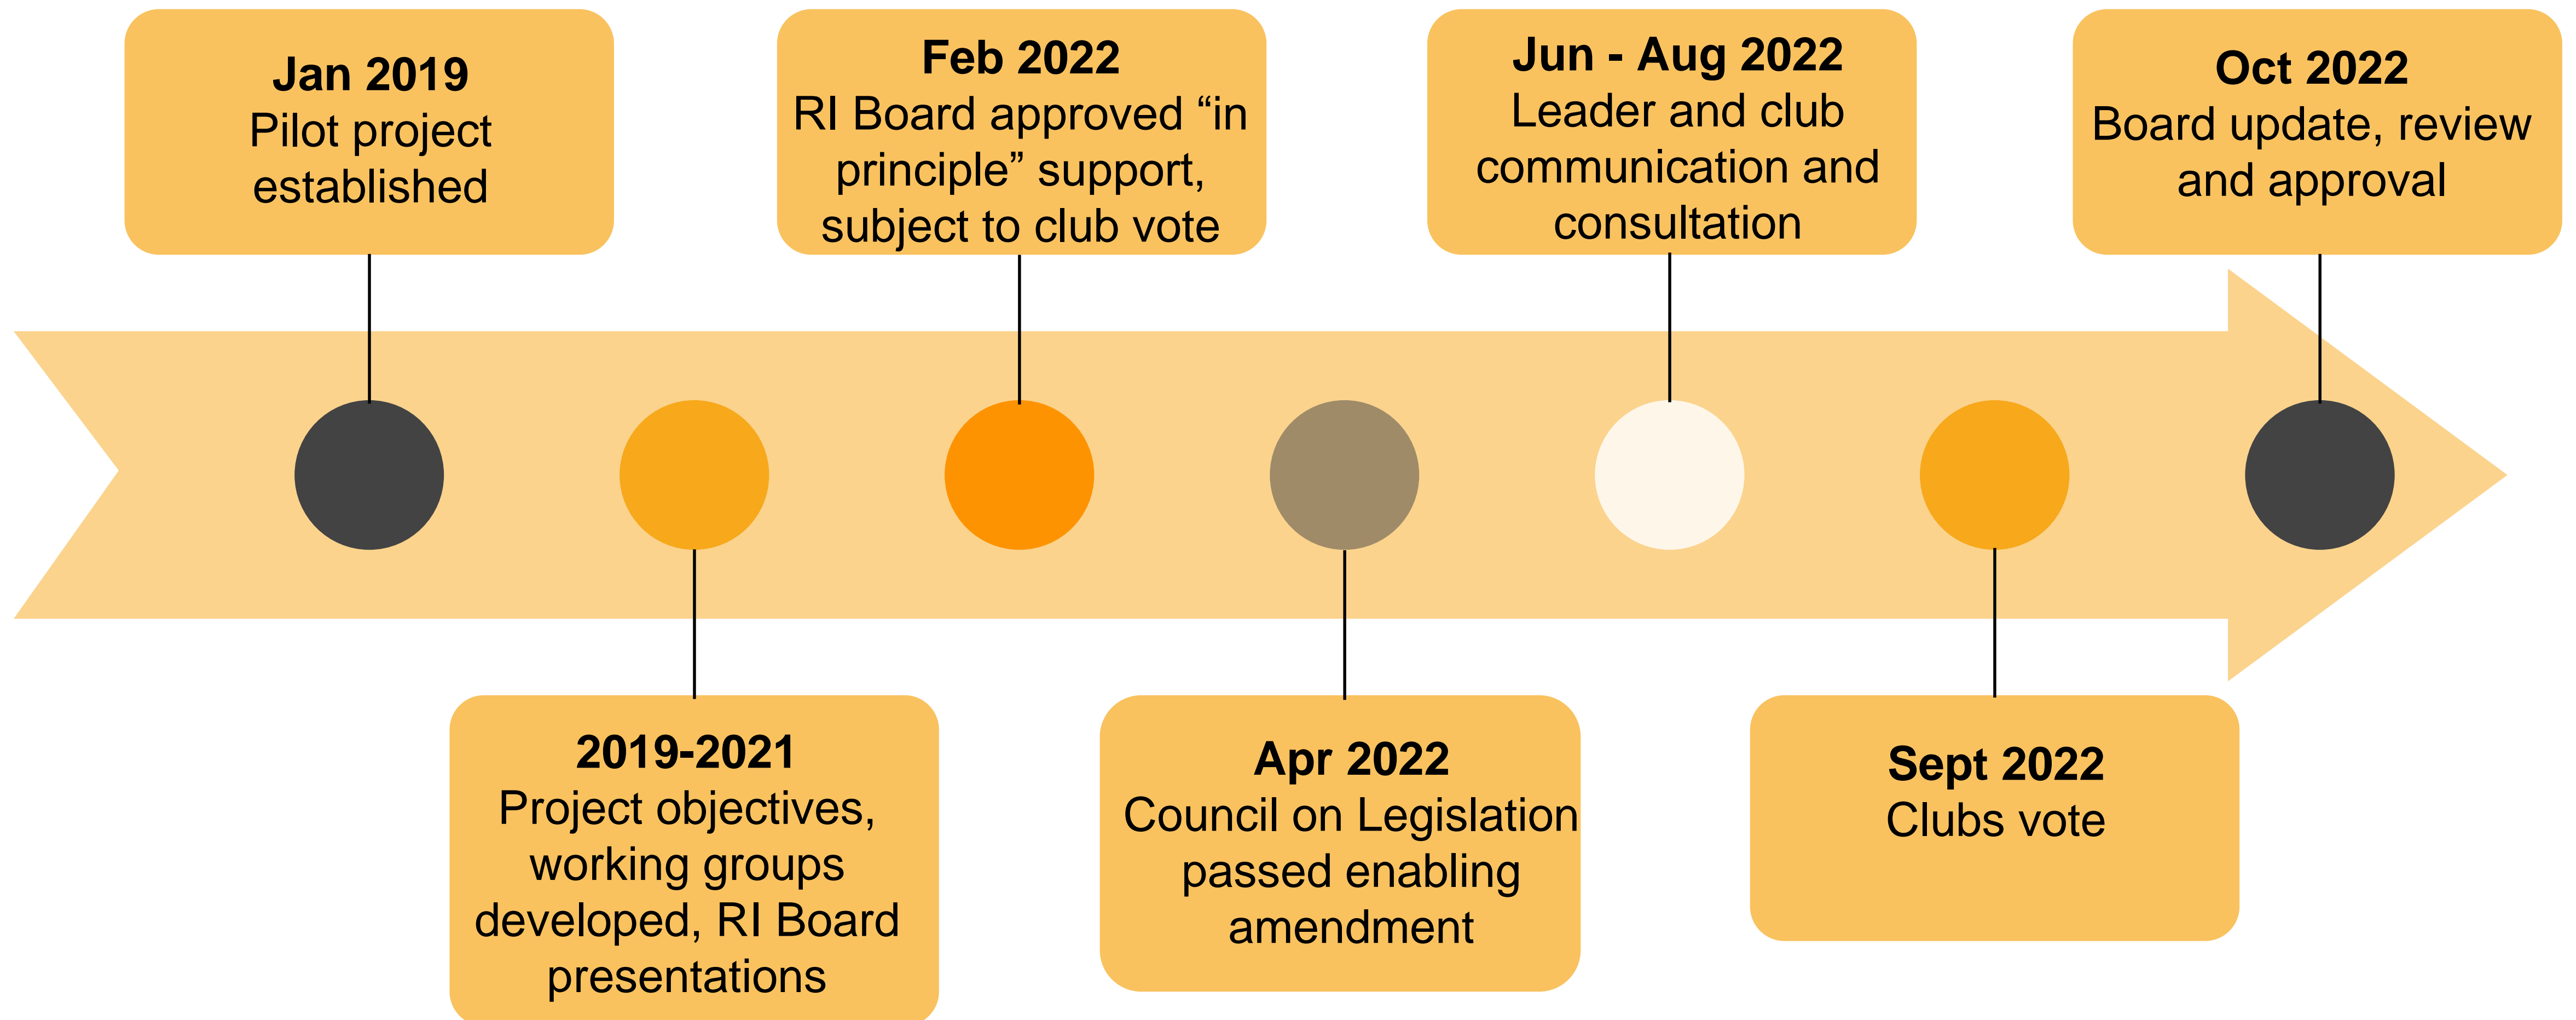 Jan 2019
Pilot project
established
2019-2021
Project objectives,
working groups
developed, RI Board
presentations
Feb 2022
RI Board approved “in
principle” support,
subject to club vote
Apr 2022
Council on Legislation
passed enabling
amendment
Jun - Aug 2022
Leader and club
communication and
consultation
Sept 2022
Clubs vote
Oct 2022
Board update, review
and approval